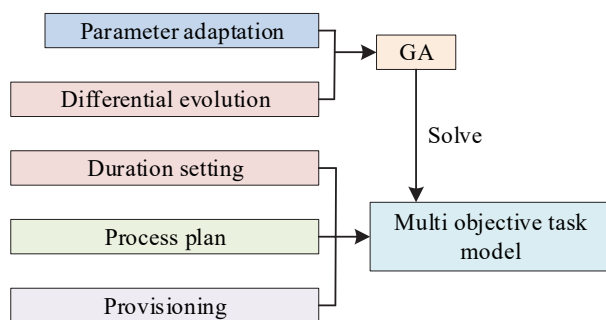 Parameter adaptation
GA
Differential evolution
Solve
Duration setting
Process plan
Multi objective task
model
Provisioning